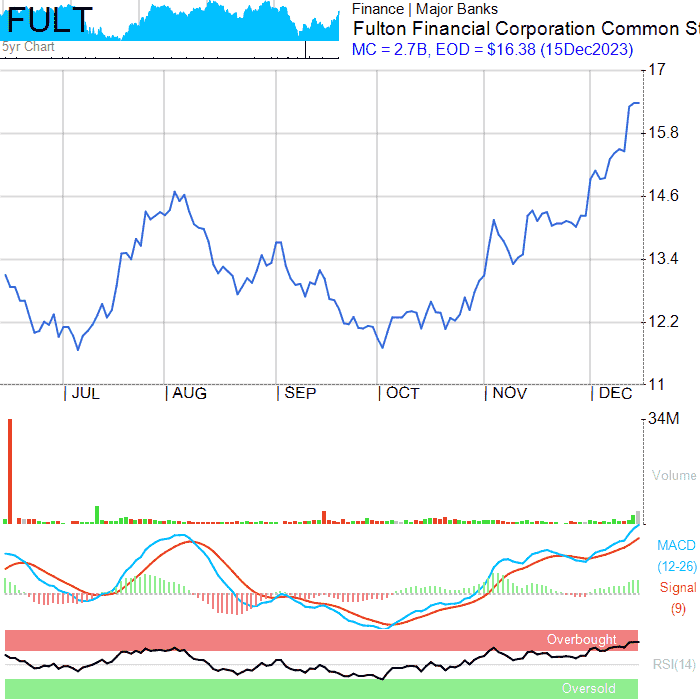 FULT
5yr Chart
Finance | Major Banks
Fulton Financial Corporation Common St
MC = 2.7B, EOD = $16.38 (15Dec2023)
17
15.8
14.6
13.4
12.2
11
JUL
AUG
SEP
OCT
NOV
DEC
34M
Volume
MACD
(12-26)
Signal
(9)
Overbought
RSI(14)
Oversold